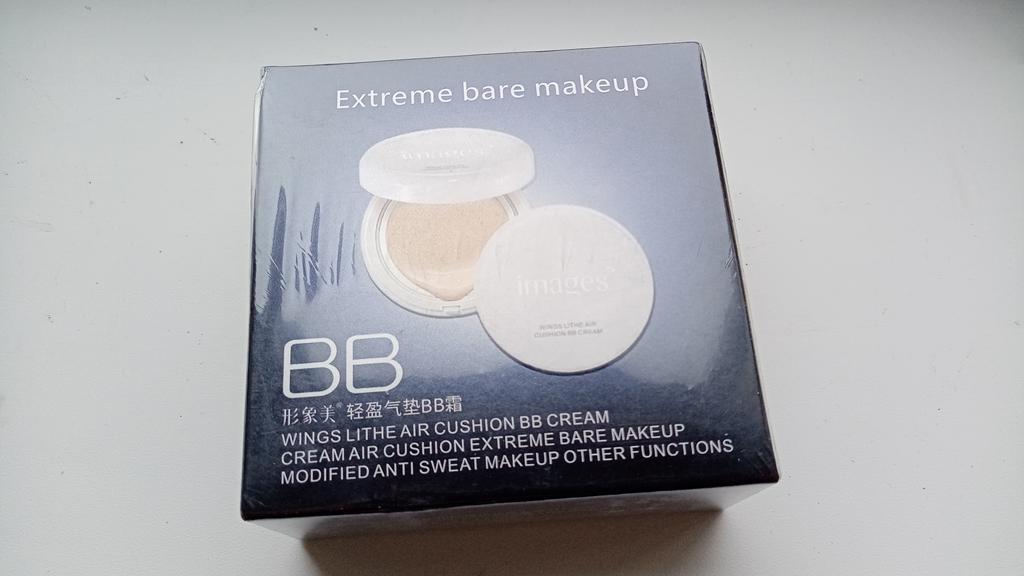 Extreme bare makeup
images
WINGS LITHE AIR
CUSHION BB CREAM
BB
形象美® 轻盈气垫BB霜
WINGS LITHE AIR CUSHION BB CREAM
CREAM AIR CUSHION EXTREME BARE MAKEUP
MODIFIED ANTI SWEAT MAKEUP OTHER FUNCTIONS